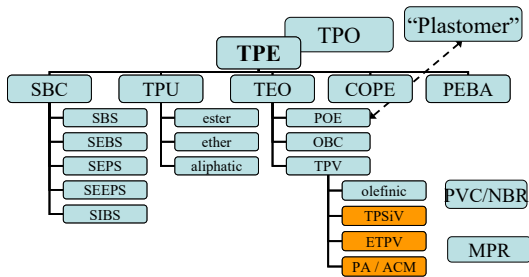 TPO
“Plastomer”
TPE
SBC
TPU
TEO
COPE
PEBA
SBS
SEBS
SEPS
SEEPS
SIBS
ester
ether
aliphatic
POE
OBC
TPV
olefinic
TPSiV
ETPV
PA / ACM
PVC/NBR
MPR